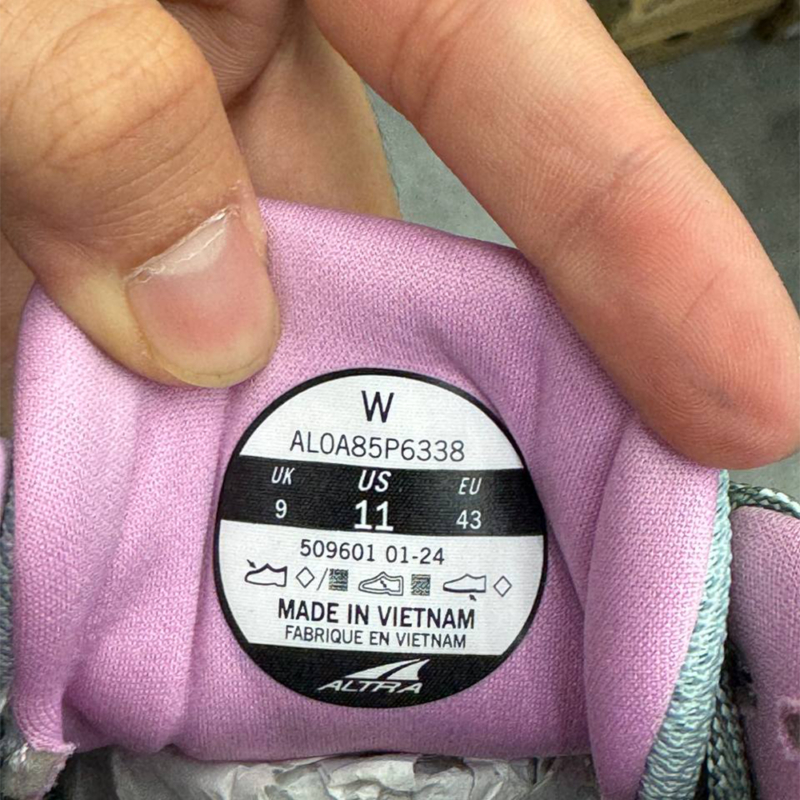 W
AL0A85P6338
UK US EU
9 11 43
509601 01-24
MADE IN VIETNAM
FABRIQUE EN VIETNAM
ALTRA